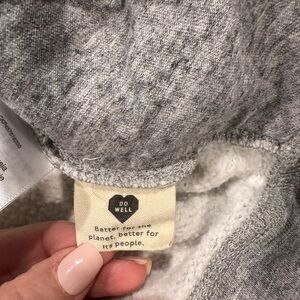 DO
WELL
Better for the
planet, better for
its people.